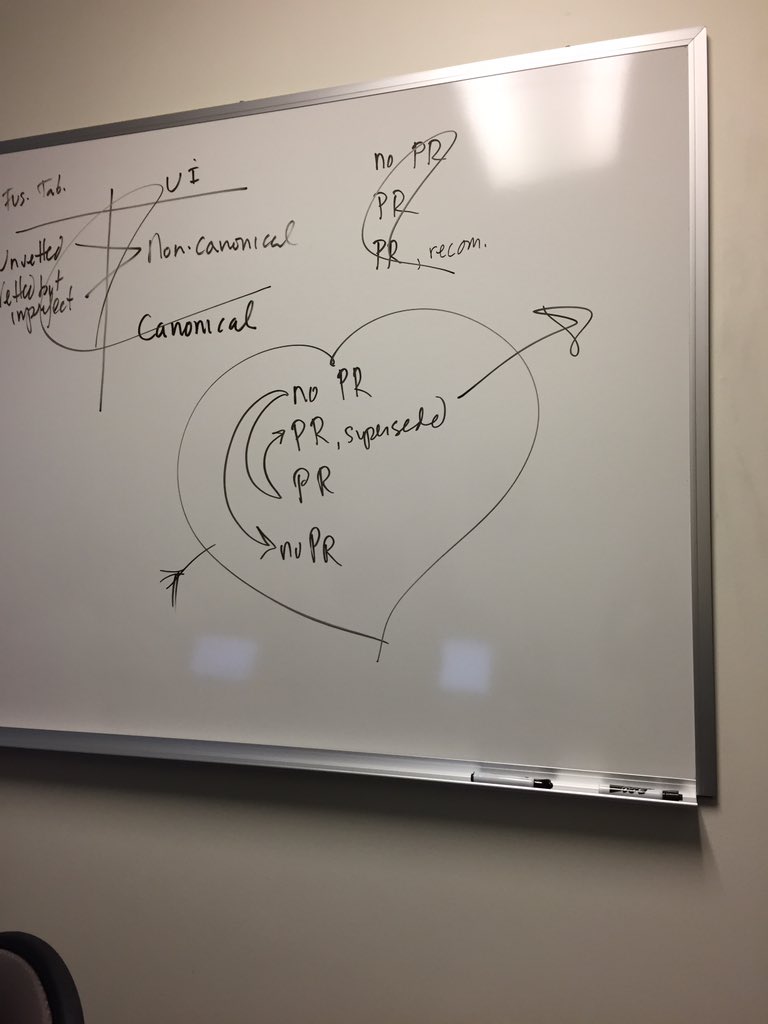 Fus. Tab.
UI
Unvetted
Non-canonical
Vetted but
imperfect
Canonical
no PR
PR
PR, recom.
no PR
PR, superseded
PR
no PR